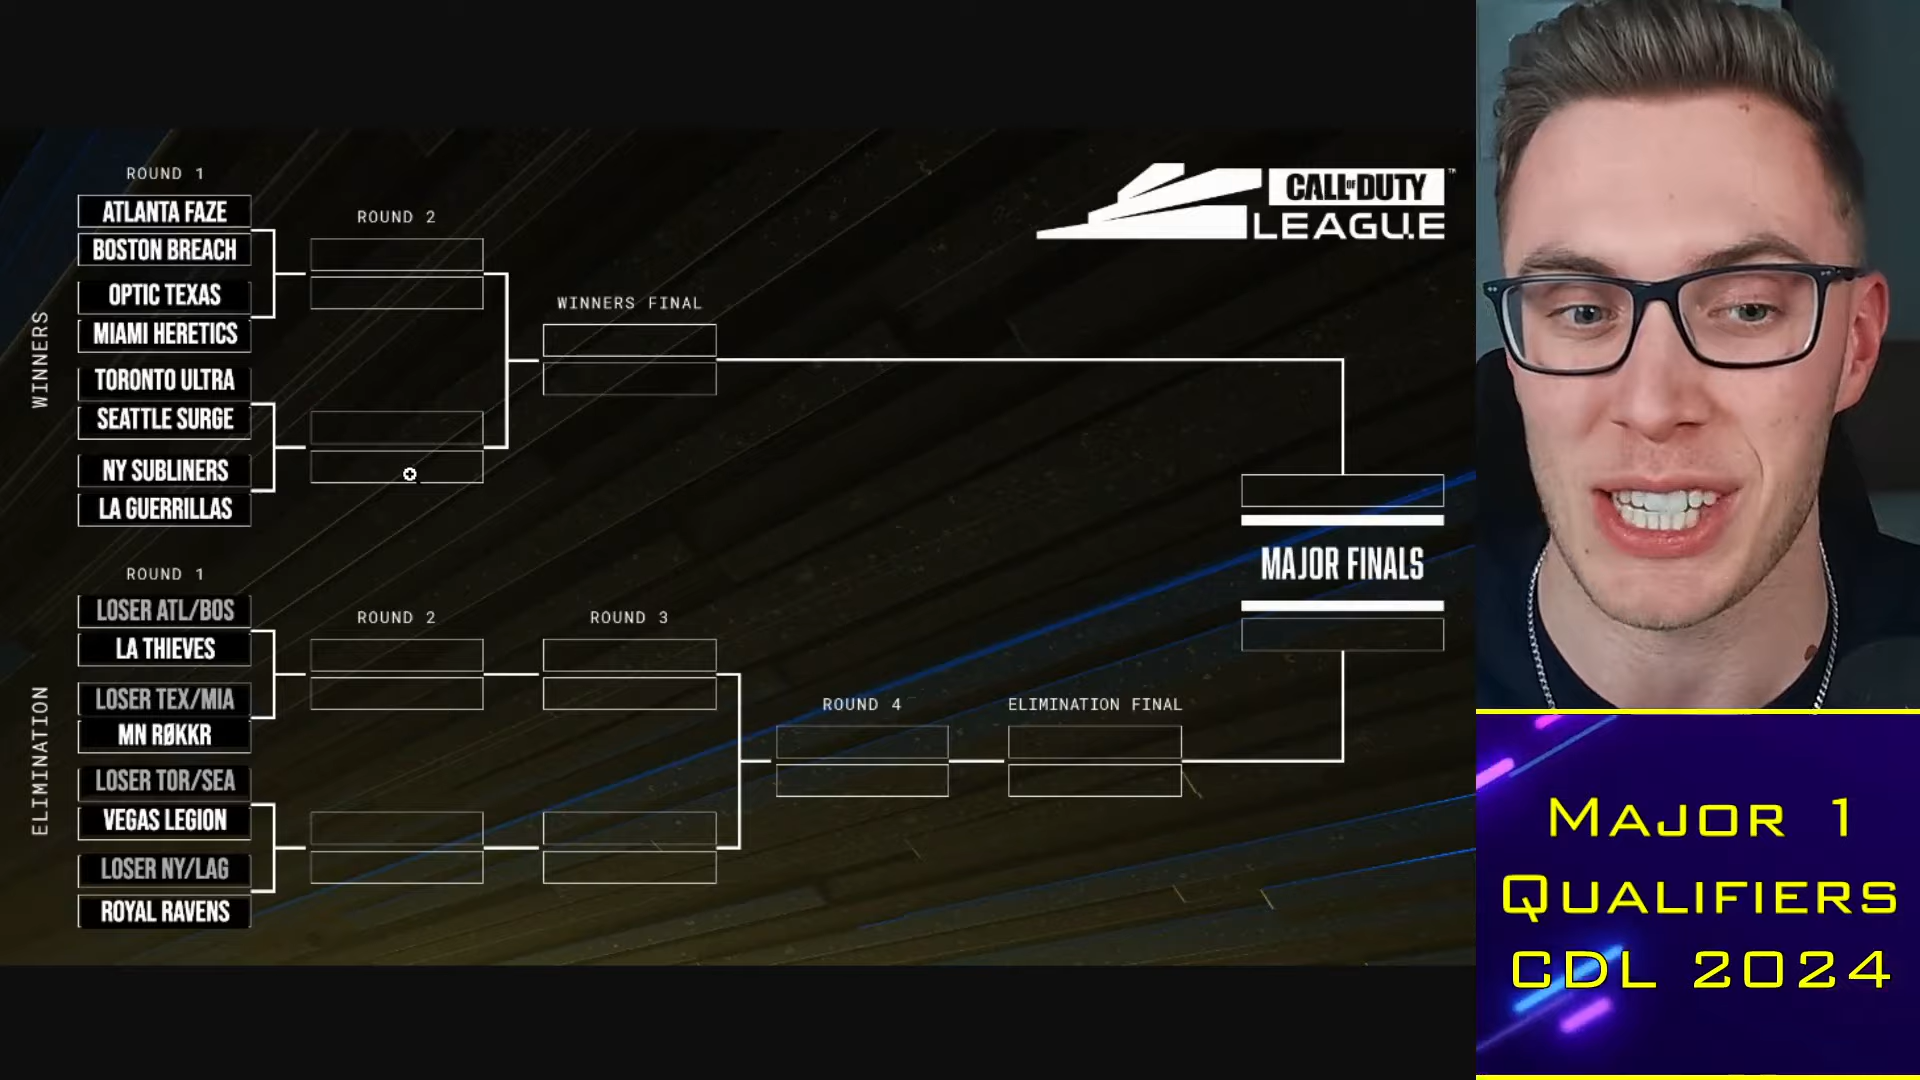 ROUND 1
ATLANTA FAZE
BOSTON BREACH
OPTIC TEXAS
MIAMI HERETICS
TORONTO ULTRA
SEATTLE SURGE
NY SUBLINERS
LA GUERRILLAS
WINNERS
ROUND 2
WINNERS FINAL
CALL OF DUTY
LEAGUE
TM
ROUND 1
LOSER ATL/BOS
LA THIEVES
LOSER TEX/MIA
MN RØKKR
LOSER TOR/SEA
VEGAS LEGION
LOSER NY/LAG
ROYAL RAVENS
ELIMINATION
ROUND 2
ROUND 3
ROUND 4
ELIMINATION FINAL
MAJOR FINALS
MAJOR 1
QUALIFIERS
CDL 2024